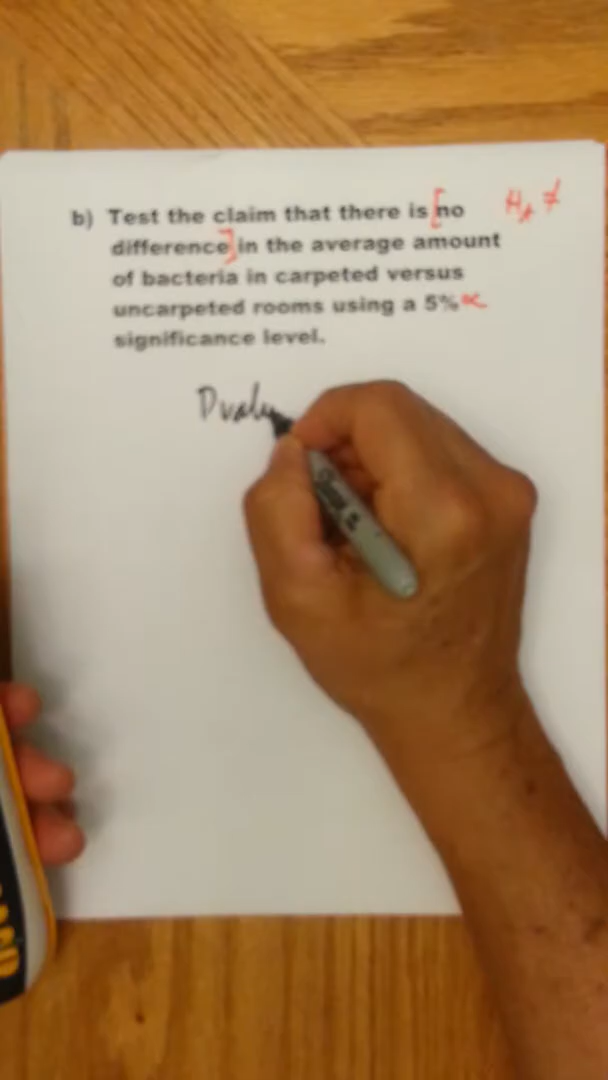 b) Test the claim that there is [no H₁ ≠
difference] in the average amount
of bacteria in carpeted versus
uncarpeted rooms using a 5% ∝
significance level.
Pvalu